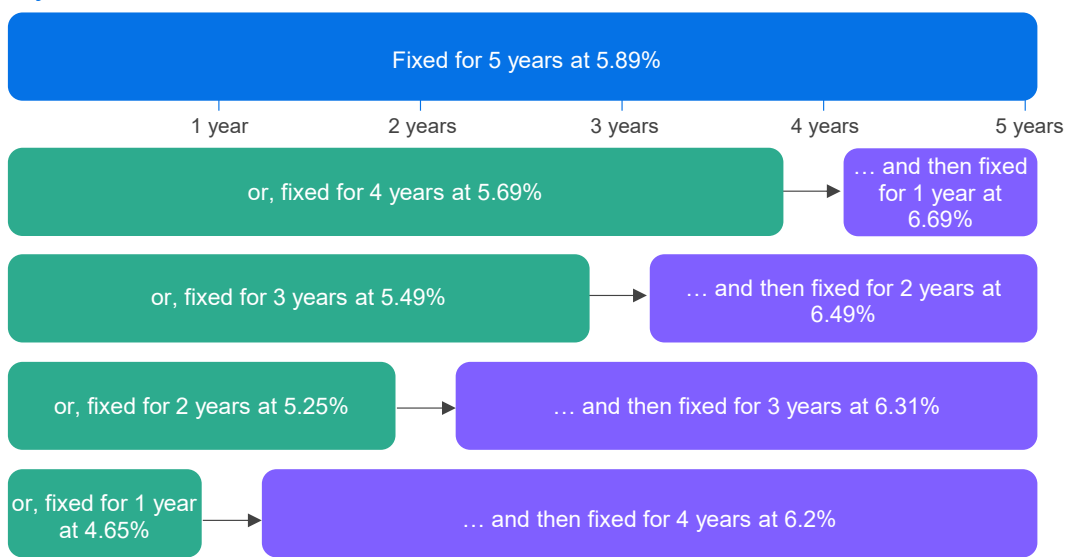 Fixed for 5 years at 5.89%
1 year
2 years
3 years
4 years
5 years
or, fixed for 4 years at 5.69%
… and then fixed
for 1 year at
6.69%
or, fixed for 3 years at 5.49%
… and then fixed for 2 years at
6.49%
or, fixed for 2 years at 5.25%
… and then fixed for 3 years at 6.31%
or, fixed for 1 year
at 4.65%
… and then fixed for 4 years at 6.2%